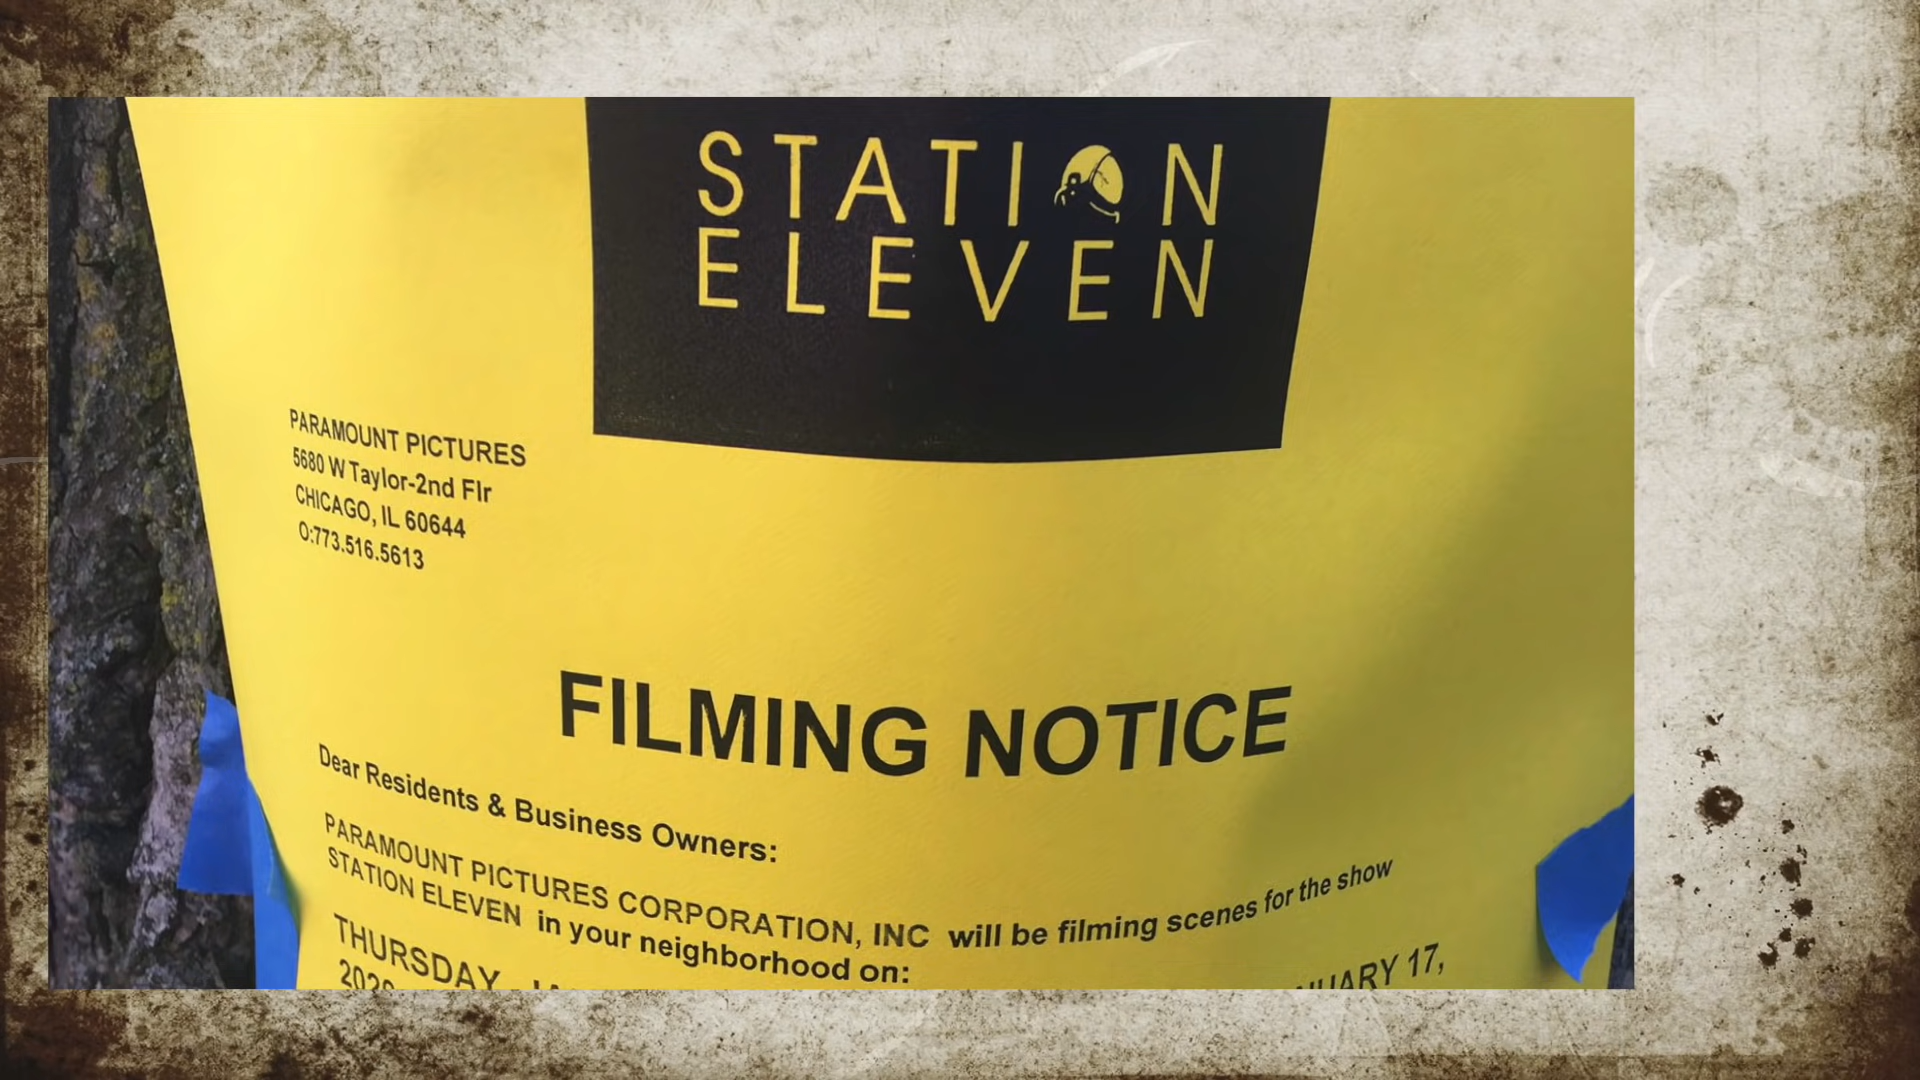 STATION
ELEVEN
PARAMOUNT PICTURES
5680 W Taylor-2nd Flr
CHICAGO, IL 60644
O:773.516.5613
FILMING NOTICE
Dear Residents & Business Owners:
PARAMOUNT PICTURES CORPORATION, INC will be filming scenes for the show
STATION ELEVEN in your neighborhood on:
THURSDAY 17,